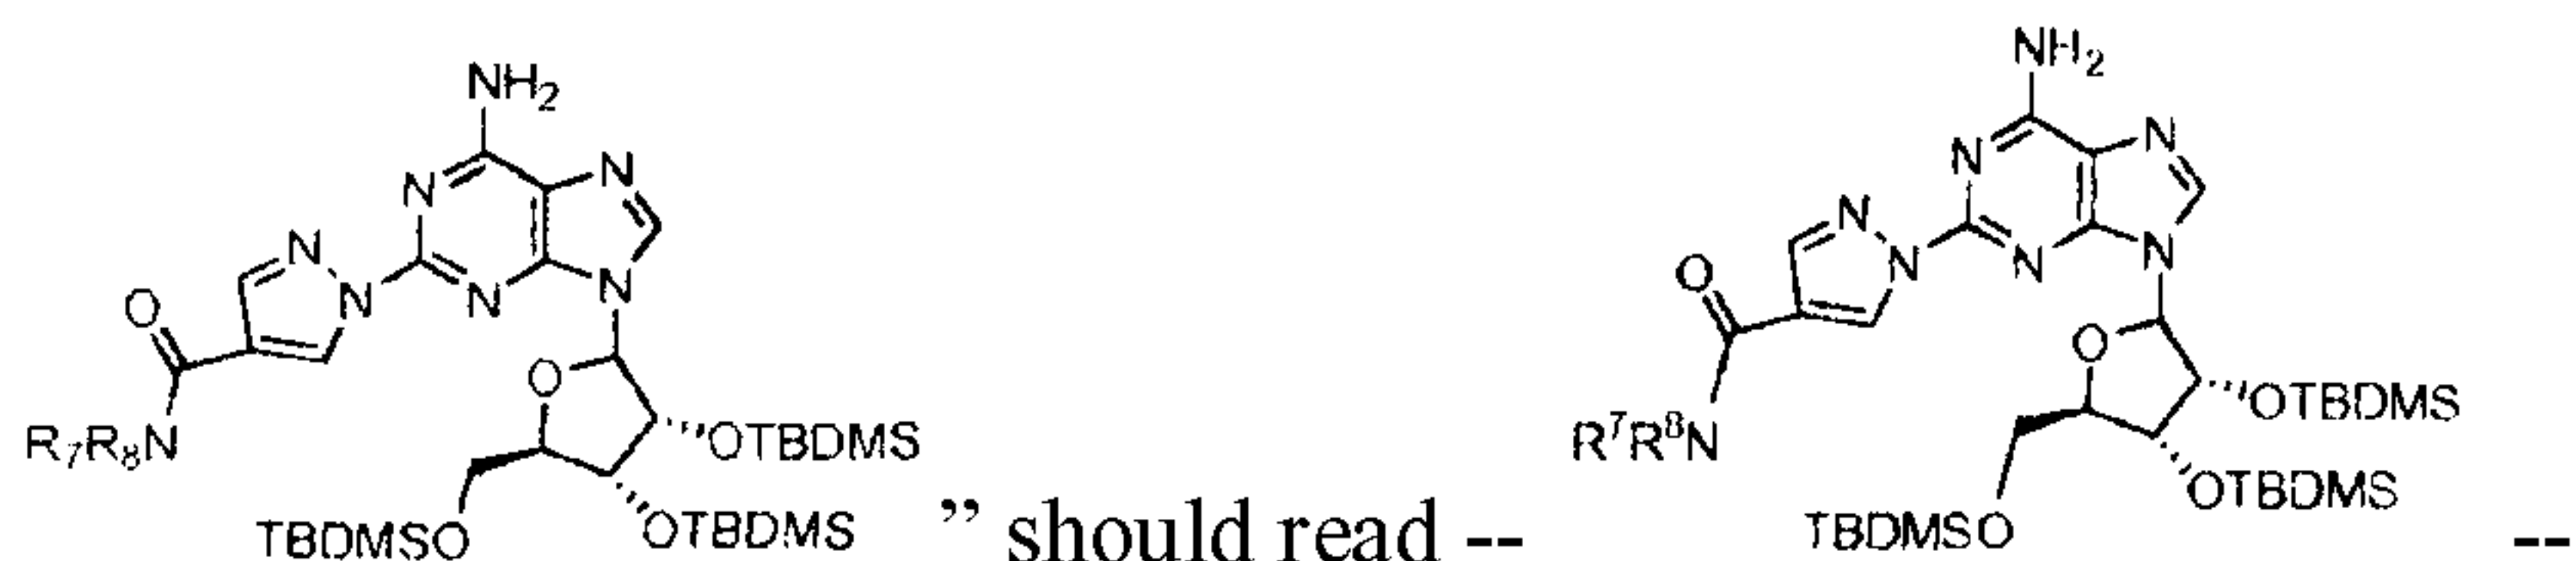 NH₂ NH₂
N N N N
N N N N N N N N
O O
O O
R₇R₈N ''''OTBDMS R⁷R⁸N ''''OTBDMS
TBDMSO ''''OTBDMS ” should read -- TBDMSO ''''OTBDMS --